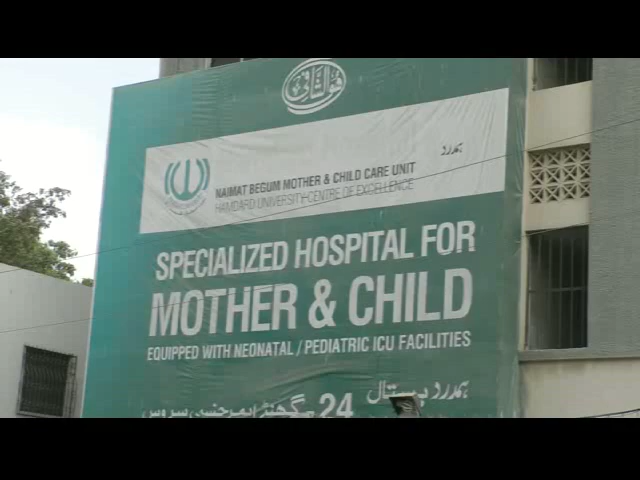 هوالشافی
ہمدرد
NAIMAT BEGUM MOTHER & CHILD CARE UNIT
HAMDARD UNIVERSITY-CENTRE OF EXCELLENCE
SPECIALIZED HOSPITAL FOR
MOTHER & CHILD
EQUIPPED WITH NEONATAL / PEDIATRIC ICU FACILITIES
ہمدرد ہسپتال
24 گھنٹے ایمرجنسی سروس